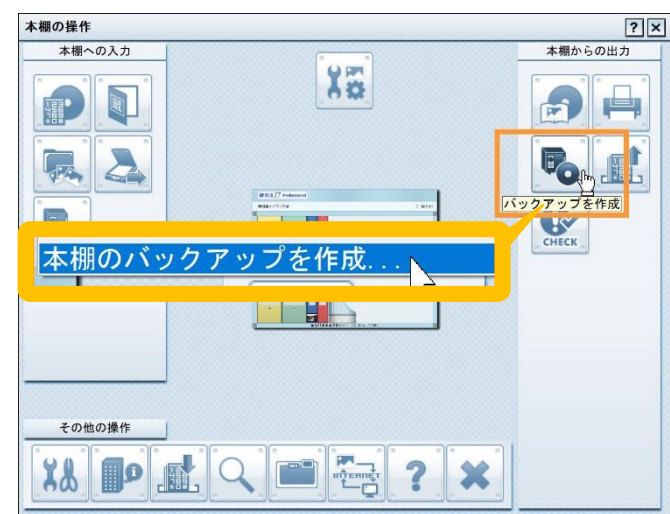 本棚の操作
本棚への入力
本棚からの出力
バックアップを作成
CHECK
本棚のバックアップを作成...
その他の操作
INTERNET